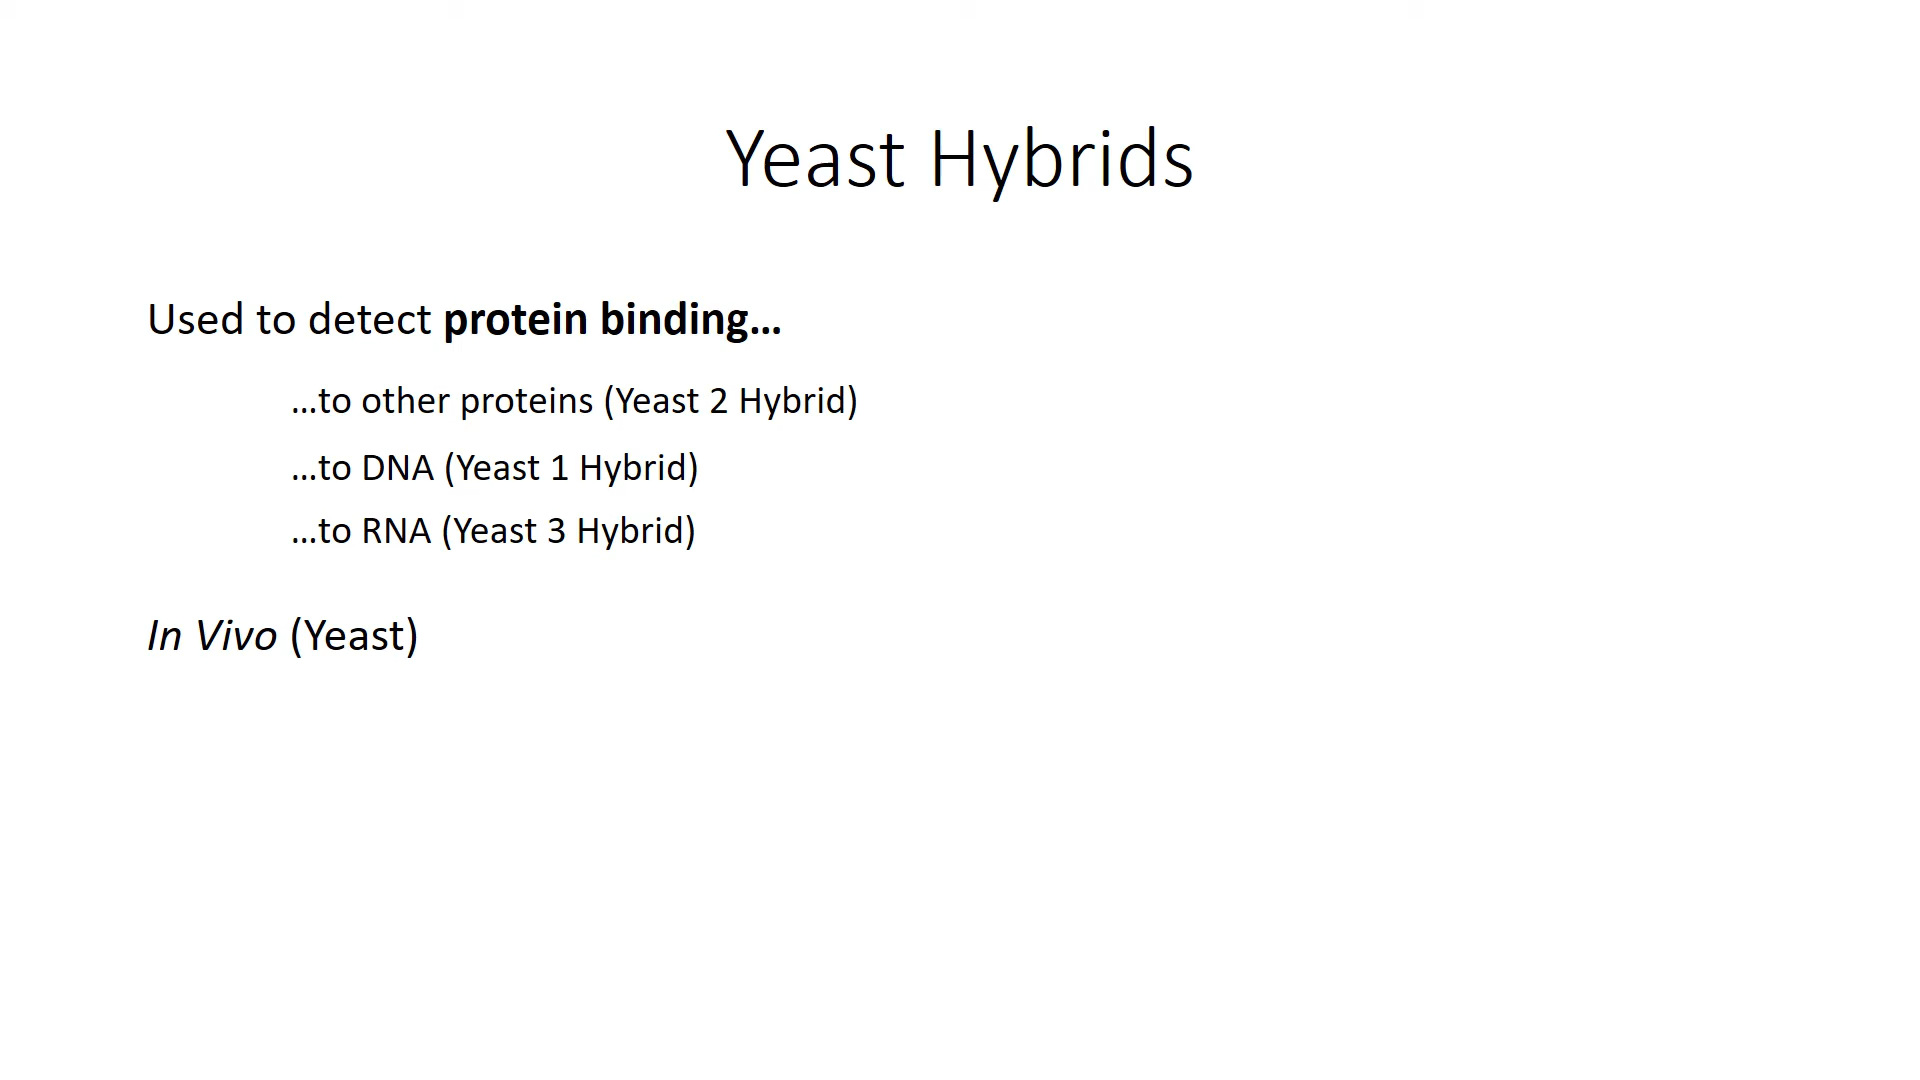 Yeast Hybrids
Used to detect protein binding…
…to other proteins (Yeast 2 Hybrid)
…to DNA (Yeast 1 Hybrid)
…to RNA (Yeast 3 Hybrid)
In Vivo (Yeast)